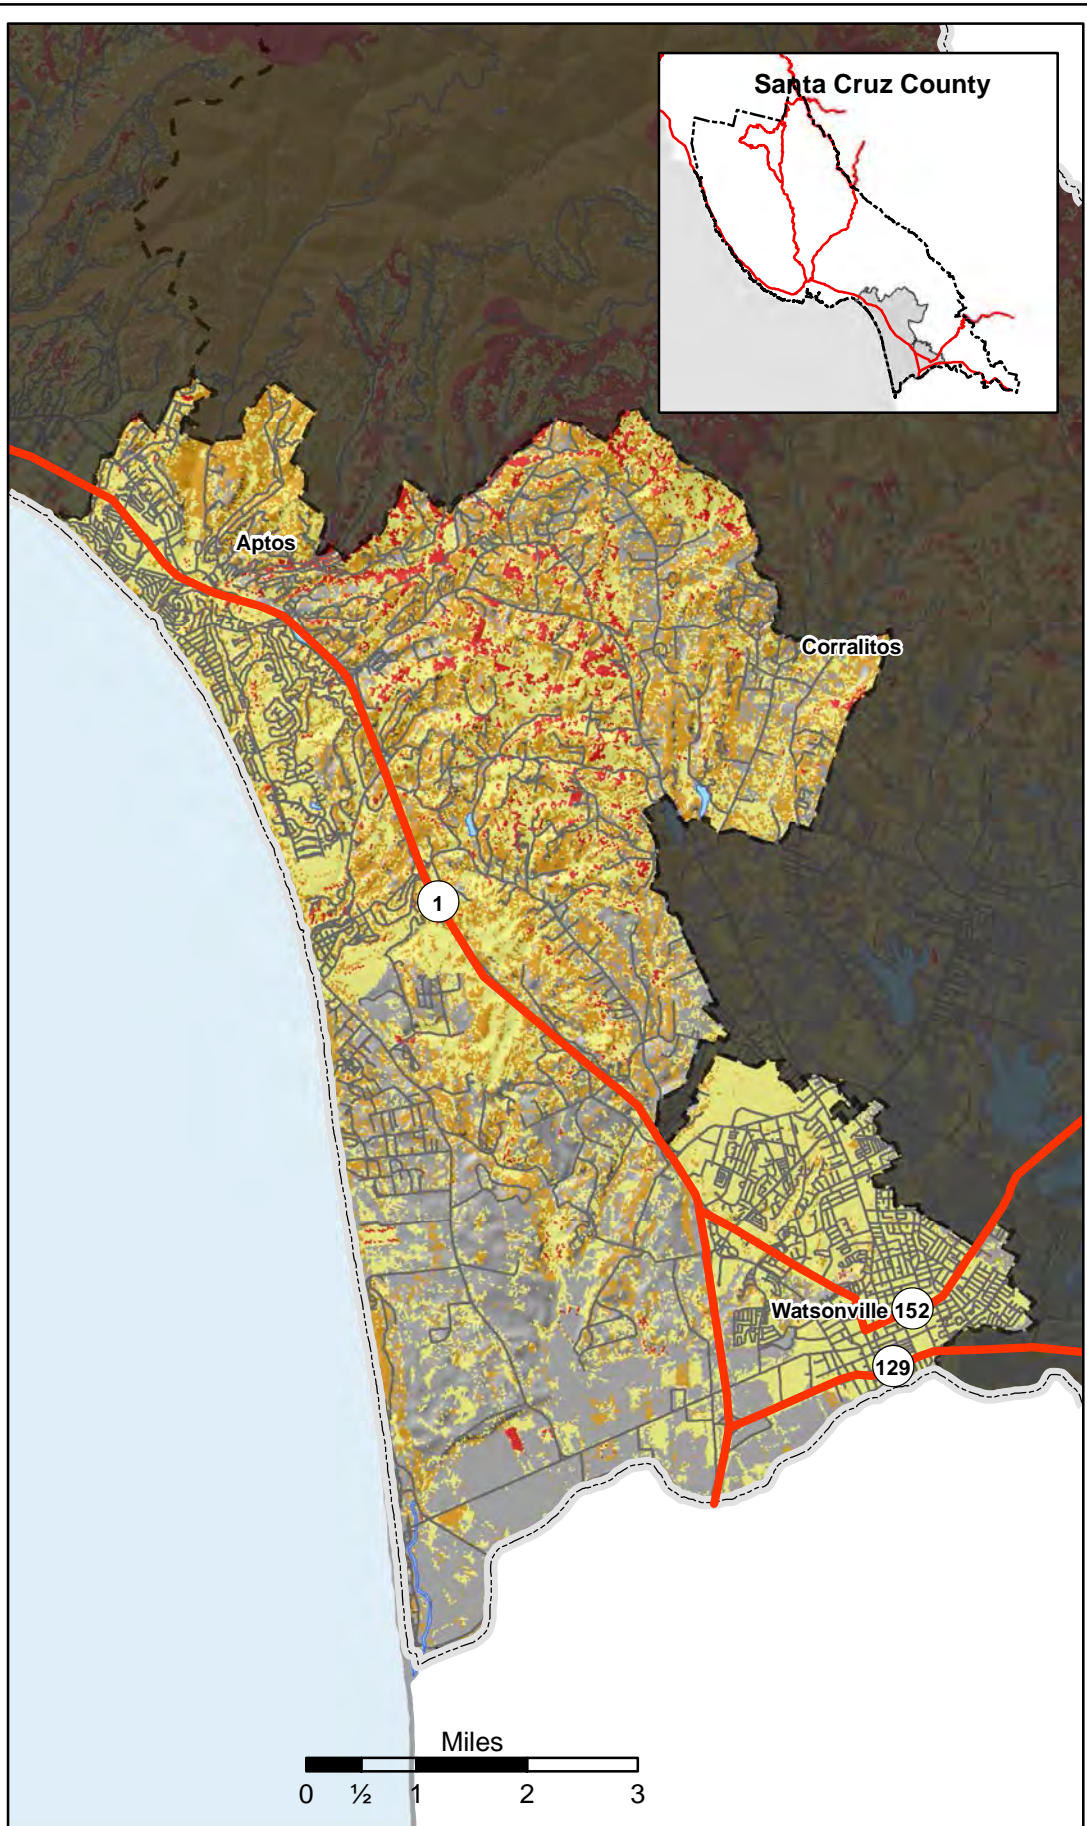 Santa Cruz County
Aptos
Corralitos
1
Watsonville
152
129
Miles
0 ½ 1 2 3